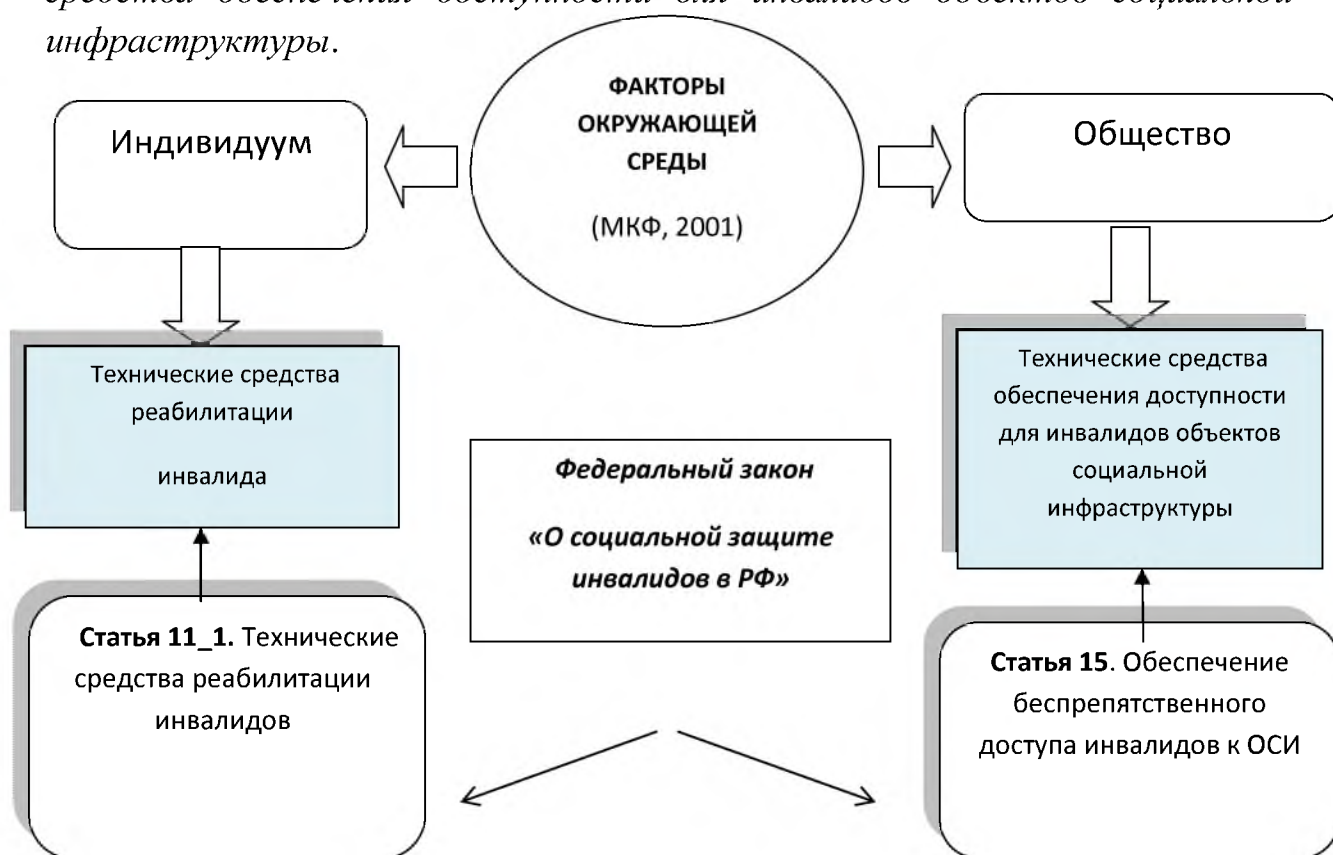 инфраструктуры.
ФАКТОРЫ
ОКРУЖАЮЩЕЙ
СРЕДЫ
(МКФ, 2001)
Индивидуум
Общество
Технические средства
реабилитации
инвалида
Технические средства
обеспечения доступности
для инвалидов объектов
социальной
инфраструктуры
Федеральный закон
«О социальной защите
инвалидов в РФ»
Статья 11_1. Технические
средства реабилитации
инвалидов
Статья 15. Обеспечение
беспрепятственного
доступа инвалидов к ОСИ